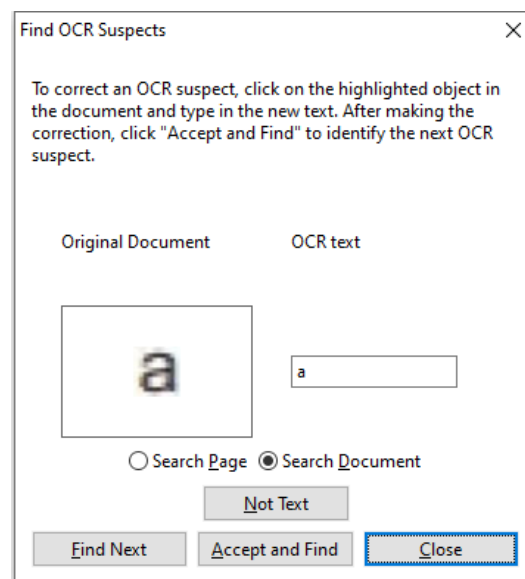 Find OCR Suspects
To correct an OCR suspect, click on the highlighted object in
the document and type in the new text. After making the
correction, click "Accept and Find" to identify the next OCR
suspect.
Original Document OCR text
a a
Search Page Search Document
Not Text
Find Next Accept and Find Close